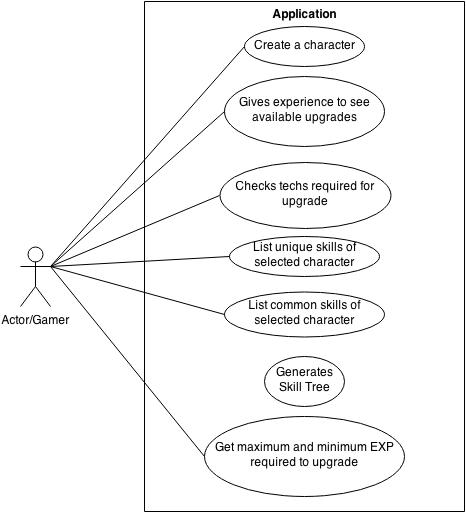 Application
Create a character
Gives experience to see
available upgrades
Checks techs required for
upgrade
List unique skills of
selected character
Actor/Gamer
List common skills of
selected character
Generates
Skill Tree
Get maximum and minimum EXP
required to upgrade